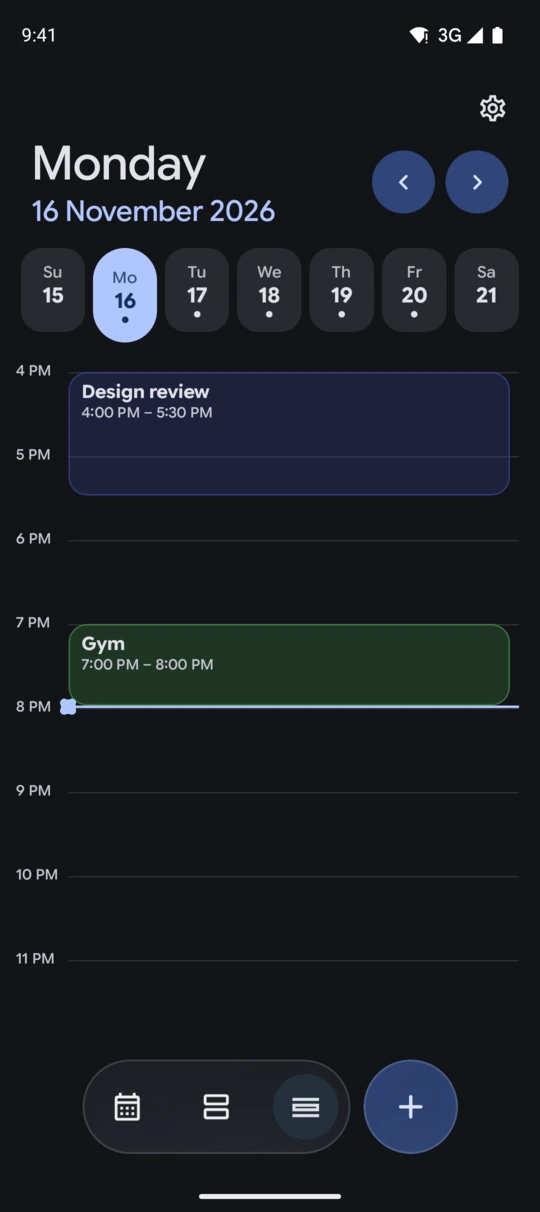 9:41
3G
Monday
16 November 2026
Su Mo Tu We Th Fr Sa
15 16 17 18 19 20 21
4 PM
Design review
4:00 PM – 5:30 PM
5 PM
6 PM
7 PM
Gym
7:00 PM – 8:00 PM
8 PM
9 PM
10 PM
11 PM